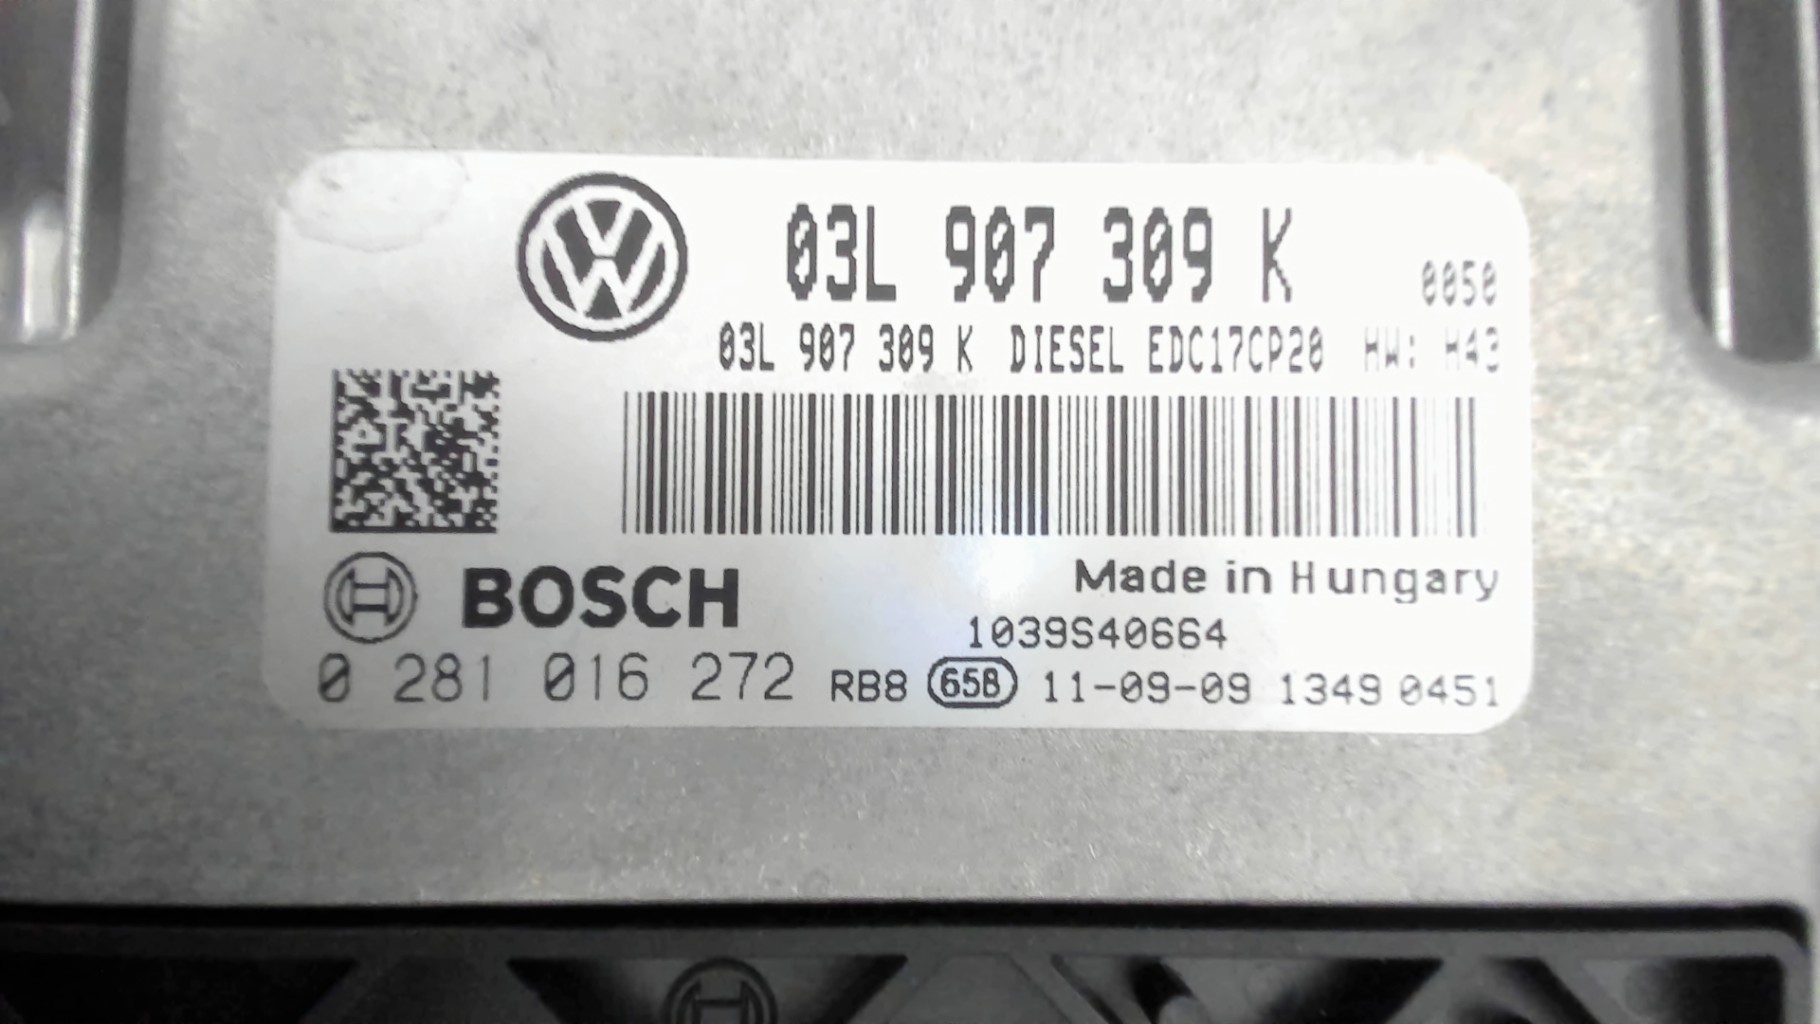 03L 907 309 K 0050
03L 907 309 K DIESEL EDC17CP20 HW: H43
BOSCH
Made in Hungary
1039S40664
0 281 016 272 RB8 65B 11-09-09 1349 0451